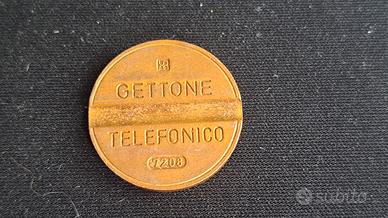 GETTONE
TELEFONICO
7208
subito